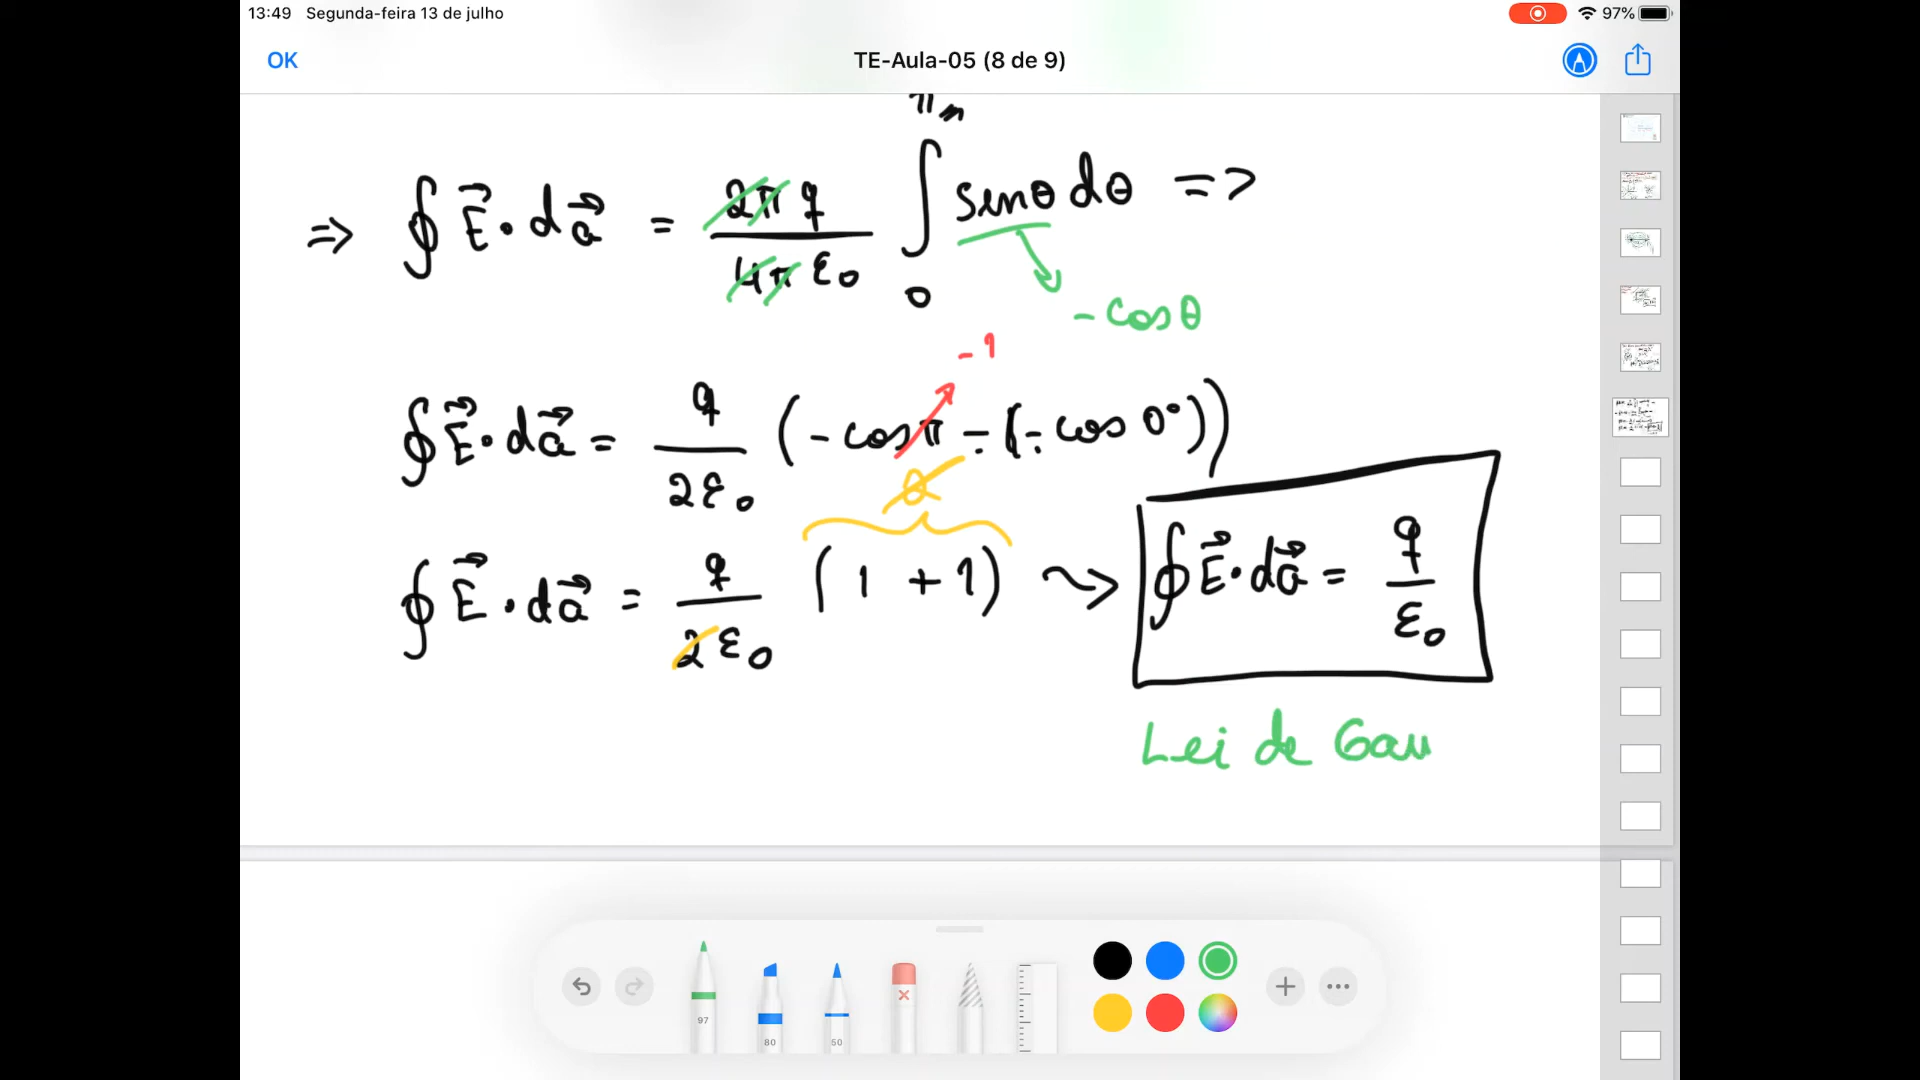 13:49 Segunda-feira 13 de julho 97%
OK TE-Aula-05 (8 de 9)
⇒ ∮ E⃗ · da⃗ = 2π q / 4π ε₀ ∫₀^π senθ dθ =>
- cos θ
-1
∮ E⃗ · da⃗ = q / 2ε₀ (- cos π - (- cos 0°))
2
∮ E⃗ · da⃗ = q / 2ε₀ (1 + 1) ⇝ ∮ E⃗ · da⃗ = q / ε₀
Lei de Gau
97 80 50